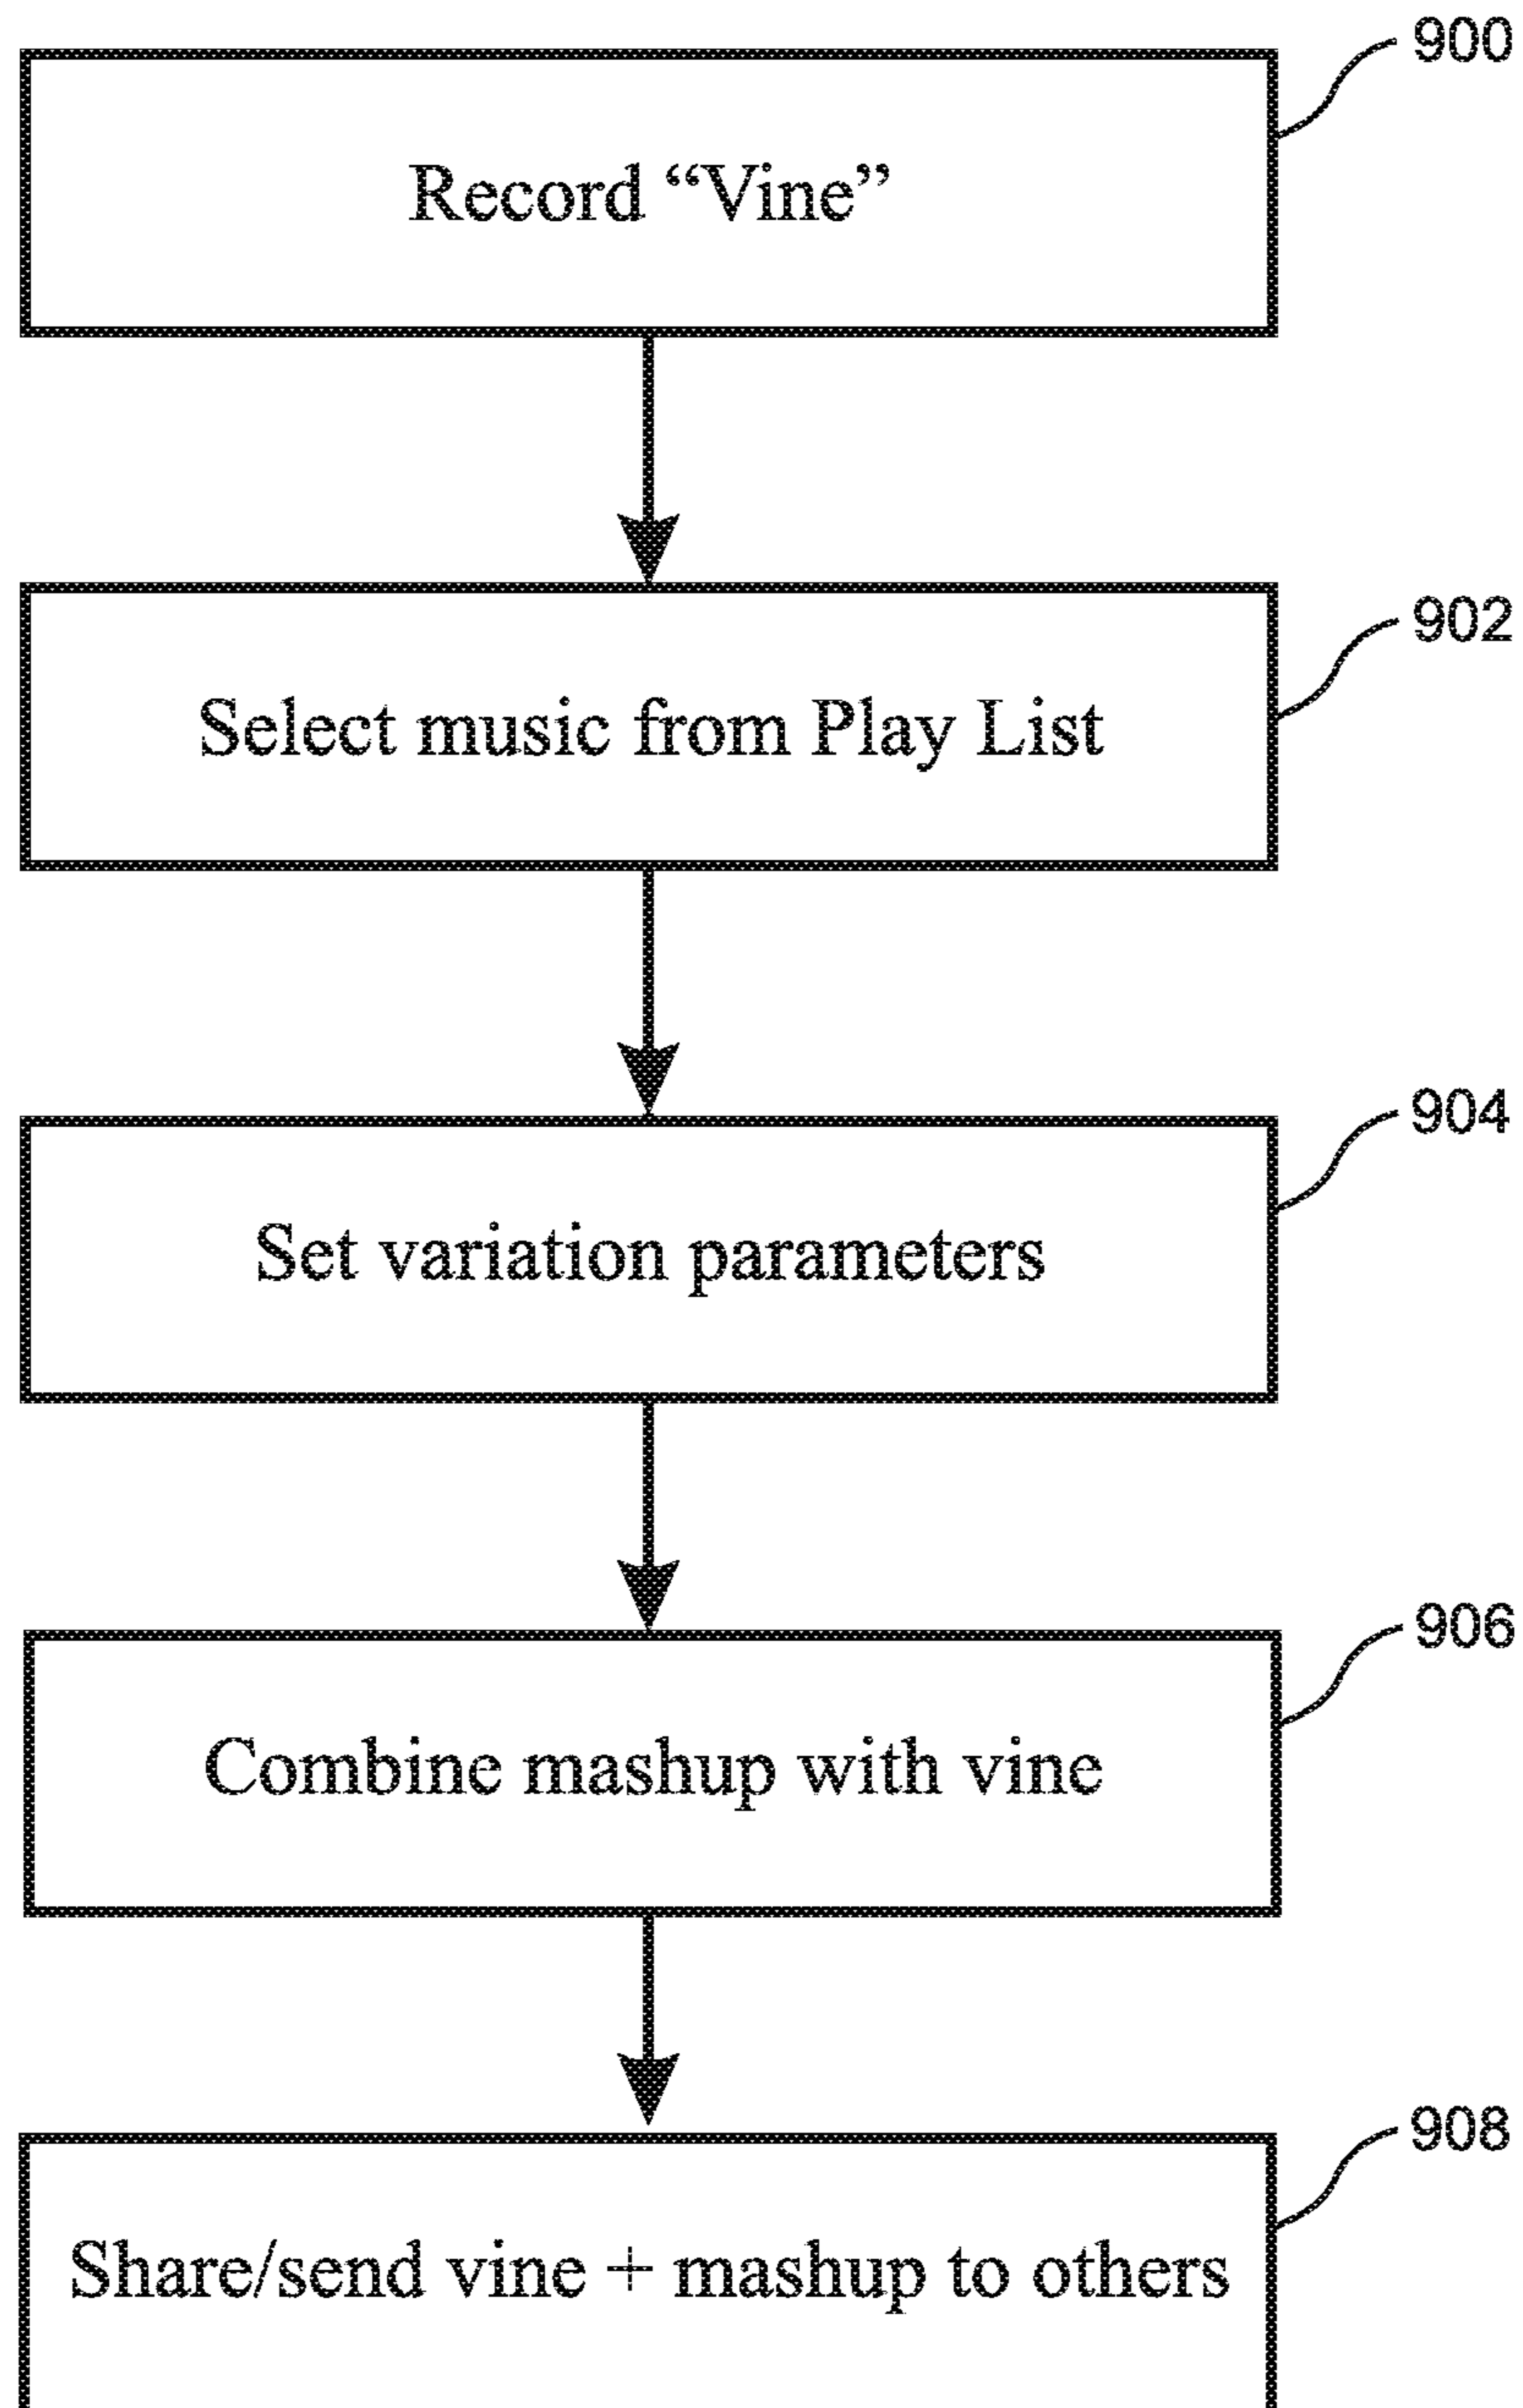 900
Record “Vine”
902
Select music from Play List
904
Set variation parameters
906
Combine mashup with vine
908
Share/send vine + mashup to others